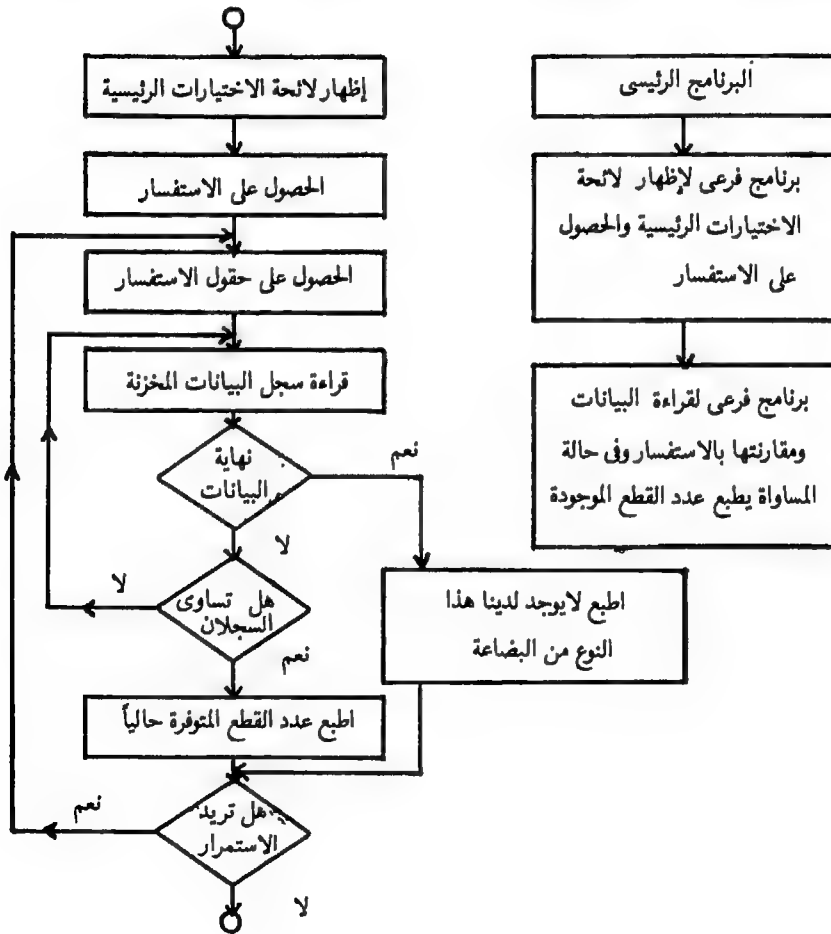 إظهار لائحة الاختيارات الرئيسية
الحصول على الاستفسار
الحصول على حقول الاستفسار
قراءة سجل البيانات المخزنة
نهاية
البيانات
نعم
لا
هل تساوى
السجلان
لا
نعم
اطبع لايوجد لدينا هذا
النوع من البضاعة
اطبع عدد القطع المتوفرة حالياً
هل تريد
الاستمرار
نعم
لا
البرنامج الرئيسى
برنامج فرعى لإظهار لائحة
الاختيارات الرئيسية والحصول
على الاستفسار
برنامج فرعى لقراءة البيانات
ومقارنتها بالاستفسار وفى حالة
المساواة يطبع عدد القطع الموجودة